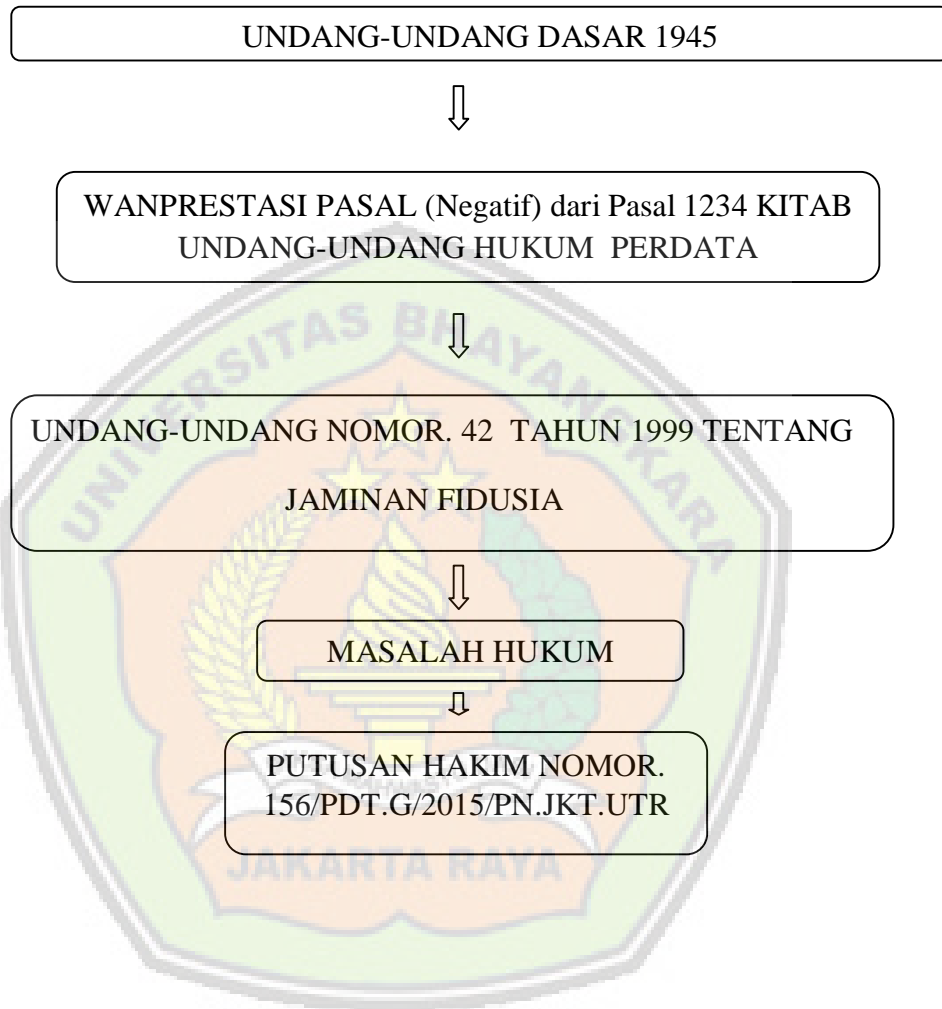 UNDANG-UNDANG DASAR 1945
WANPRESTASI PASAL (Negatif) dari Pasal 1234 KITAB
UNDANG-UNDANG HUKUM PERDATA
UNIVERSITAS BHAYANGKARA
UNDANG-UNDANG NOMOR. 42 TAHUN 1999 TENTANG
JAMINAN FIDUSIA
MASALAH HUKUM
PUTUSAN HAKIM NOMOR.
156/PDT.G/2015/PN.JKT.UTR
JAKARTA RAYA